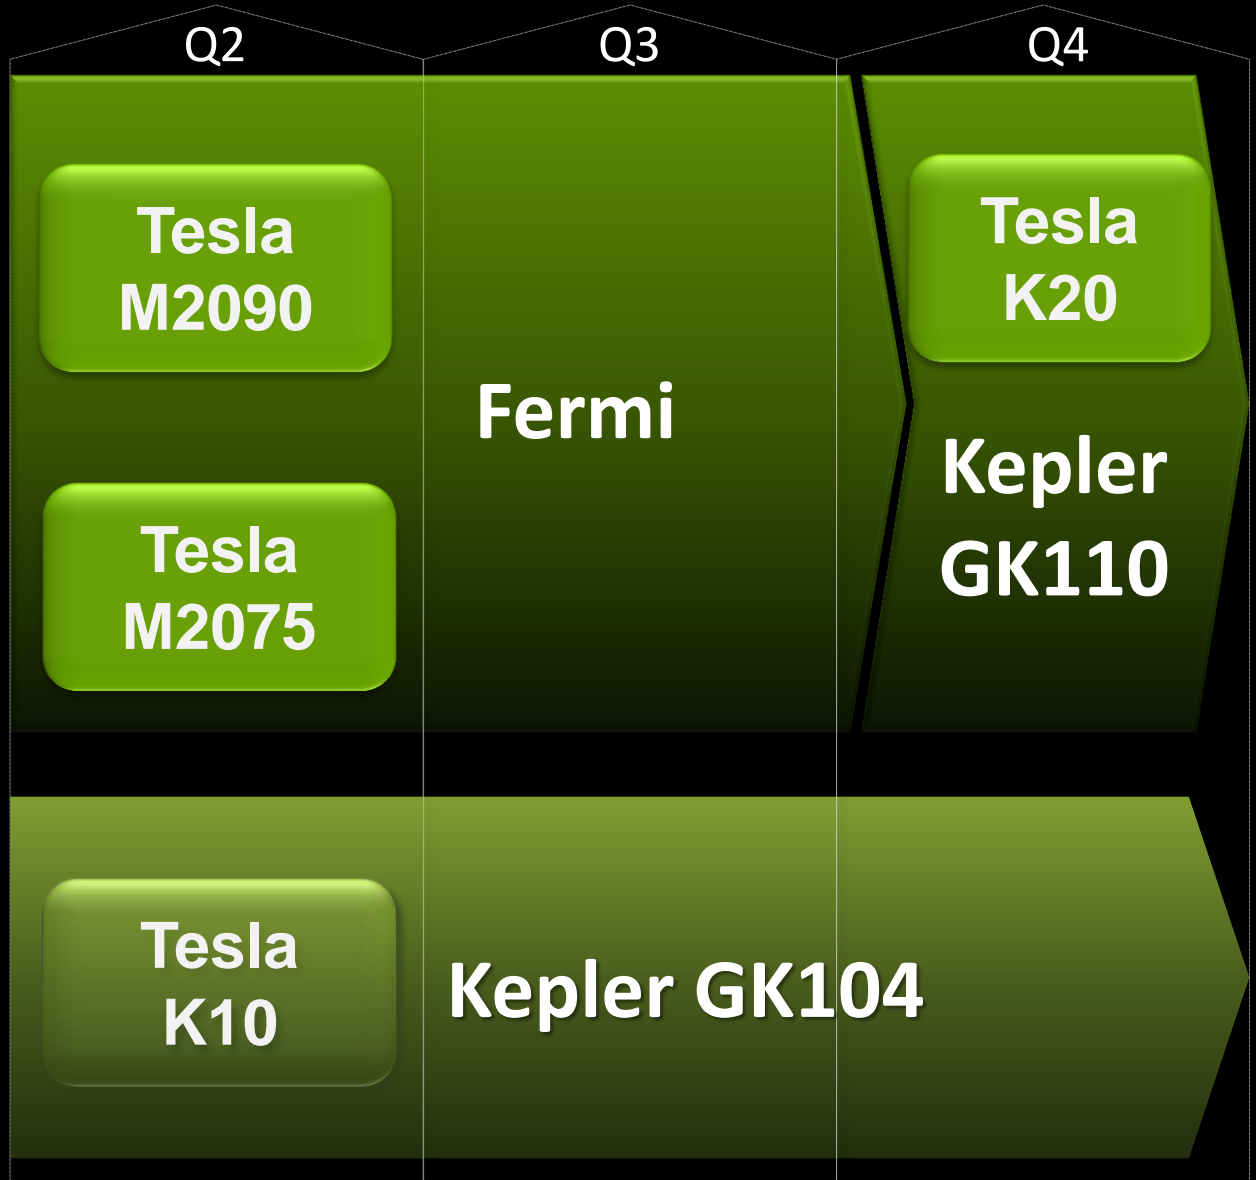 Q2
Q3
Q4
Tesla
M2090
Tesla
K20
Fermi
Kepler
GK110
Tesla
M2075
Tesla
K10
Kepler GK104